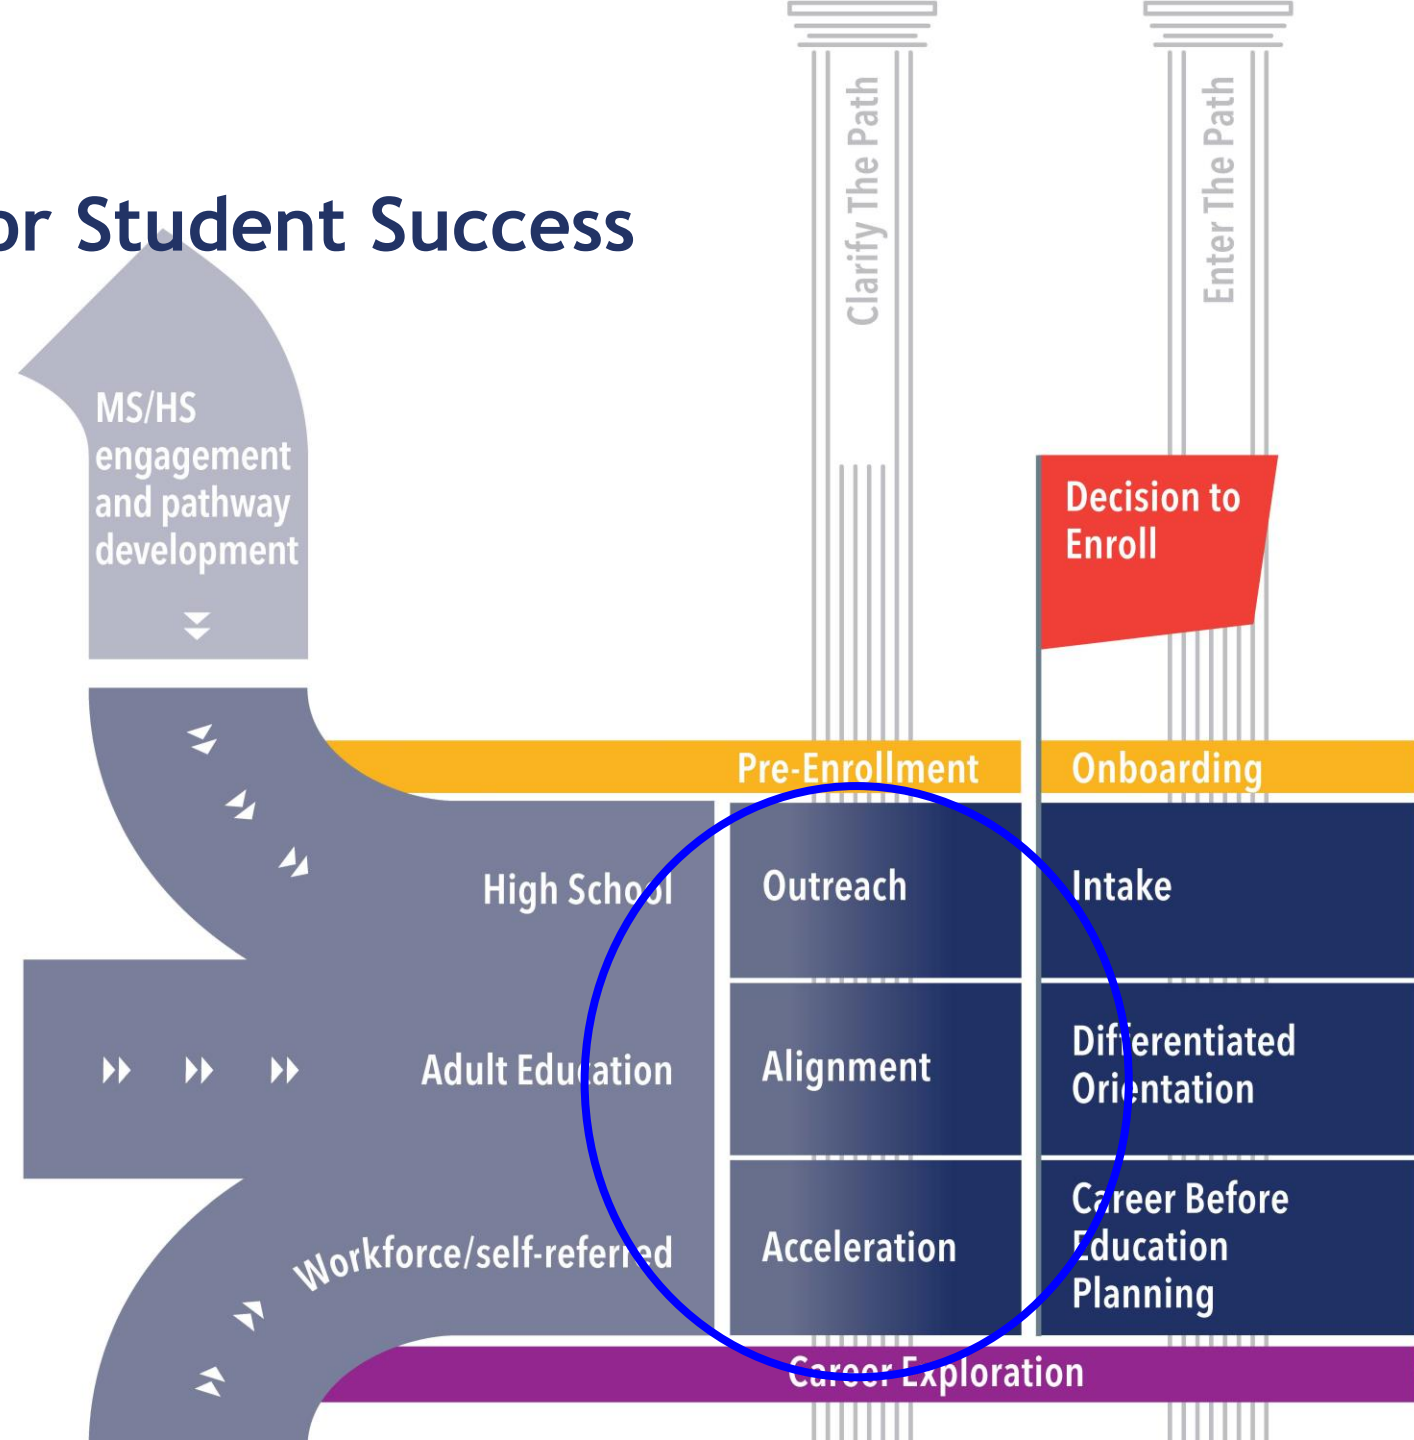 or Student Success
Clarify The Path
Enter The Path
MS/HS
engagement
and pathway
development
Decision to
Enroll
Pre-Enrollment
Onboarding
High School
Outreach
Intake
Adult Education
Alignment
Differentiated
Orientation
Workforce/self-referred
Acceleration
Career Before
Education
Planning
Career Exploration